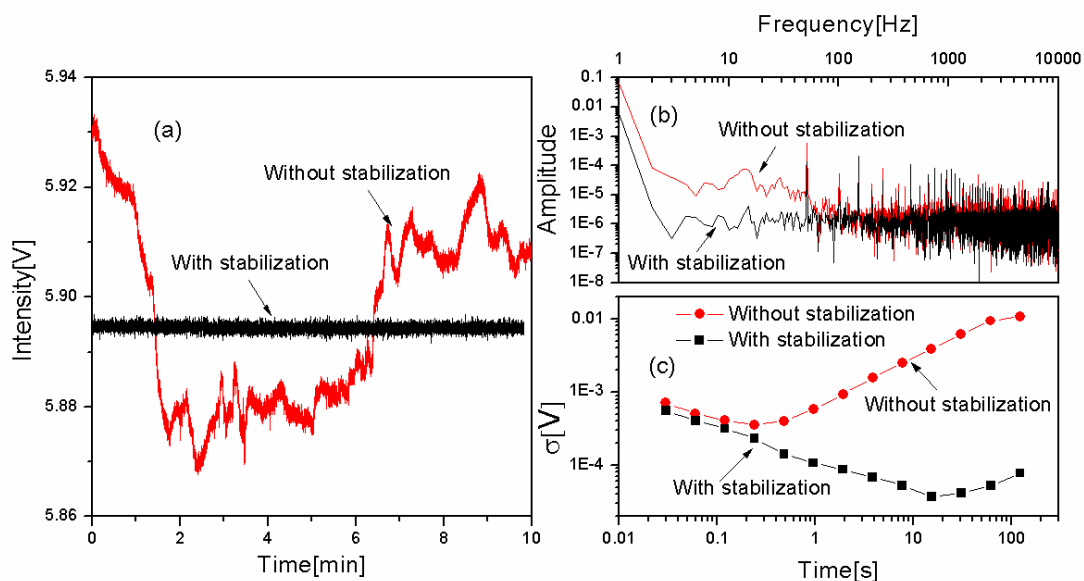 (a)
Without stabilization
With stabilization
Intensity[V]
5.94
5.92
5.90
5.88
5.86
0 2 4 6 8 10
Time[min]
Frequency[Hz]
1 10 100 1000 10000
(b)
Without stabilization
With stabilization
Amplitude
0.1
0.01
1E-3
1E-4
1E-5
1E-6
1E-7
1E-8
Without stabilization
With stabilization
(c)
Without stabilization
With stabilization
σ[V]
0.01
1E-3
1E-4
0.01 0.1 1 10 100
Time[s]